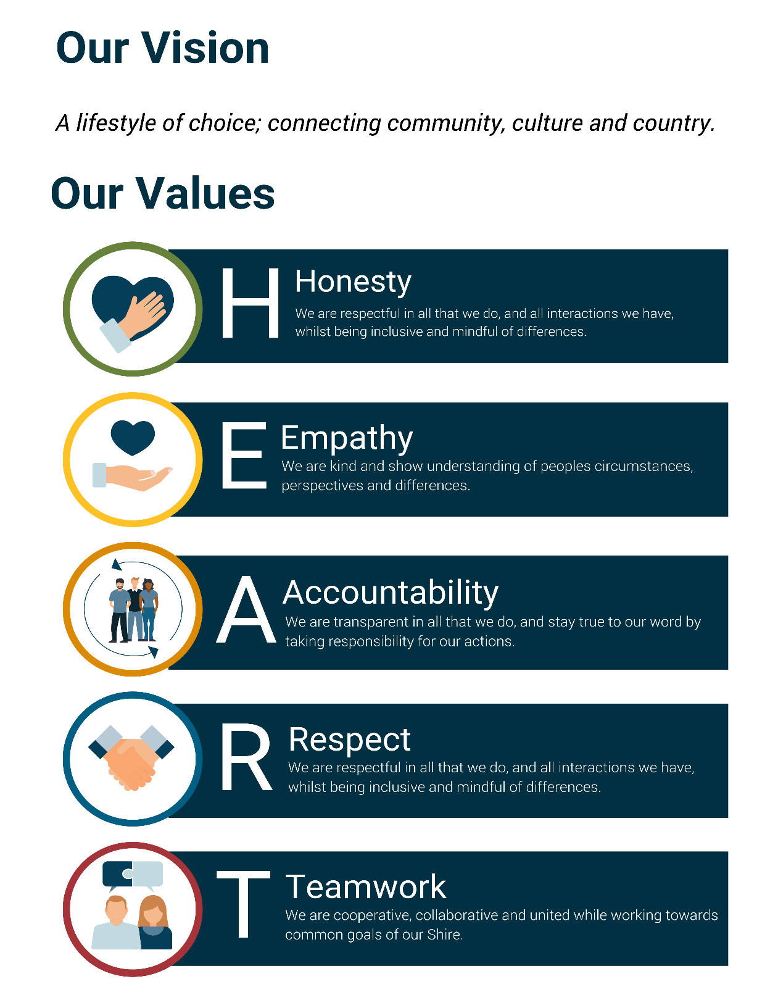 Our Vision
A lifestyle of choice; connecting community, culture and country.
Our Values
H
Honesty
We are respectful in all that we do, and all interactions we have,
whilst being inclusive and mindful of differences.
E
Empathy
We are kind and show understanding of peoples circumstances,
perspectives and differences.
A
Accountability
We are transparent in all that we do, and stay true to our word by
taking responsibility for our actions.
R
Respect
We are respectful in all that we do, and all interactions we have,
whilst being inclusive and mindful of differences.
T
Teamwork
We are cooperative, collaborative and united while working towards
common goals of our Shire.